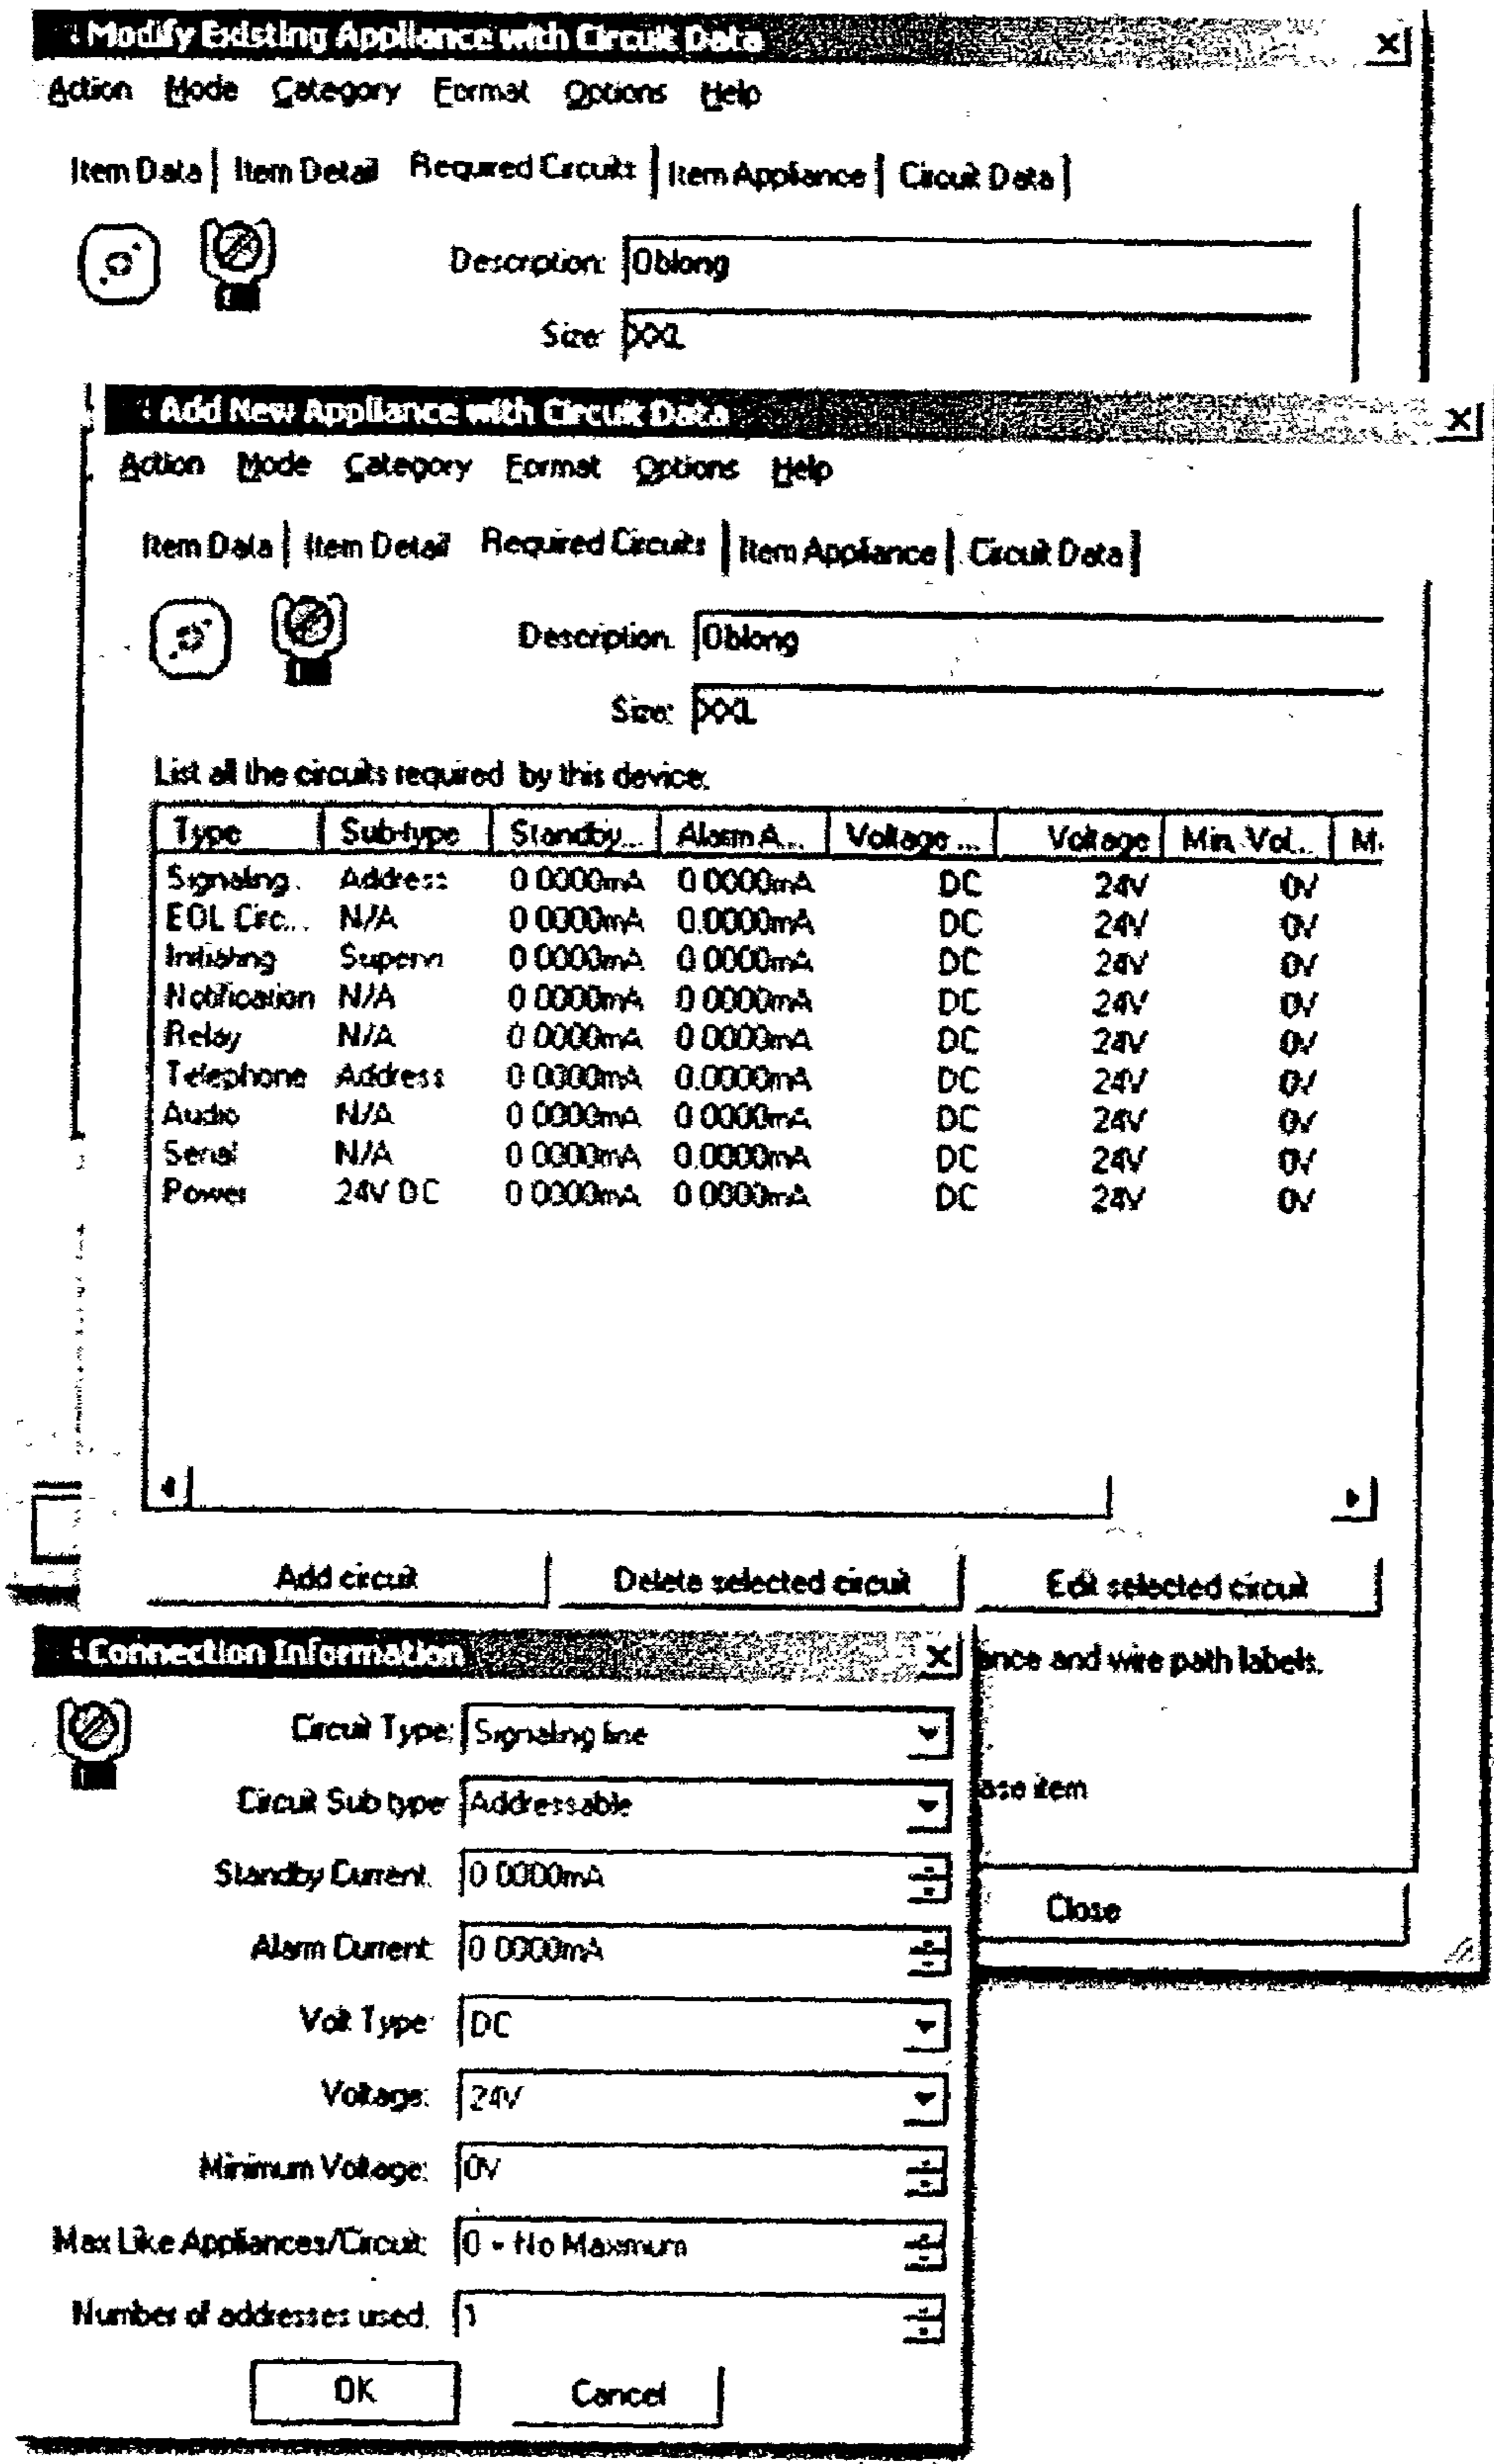 Modify Existing Appliance with Circuit Data
Action Mode Category Format Options Help
Item Data Item Detail Required Circuits Item Appliance Circuit Data
Description: Oblong
Size: XXL
Add New Appliance with Circuit Data
Action Mode Category Format Options Help
Item Data Item Detail Required Circuits Item Appliance Circuit Data
Description: Oblong
Size: XXL
List all the circuits required by this device:
Type Sub-type Standby... Alarm A... Voltage ... Voltage Min. Vol... M.
Signaling. Address 0.0000mA 0.0000mA DC 24V 0V
EOL Circ... N/A 0.0000mA 0.0000mA DC 24V 0V
Initiating Supervi 0.0000mA 0.0000mA DC 24V 0V
Notification N/A 0.0000mA 0.0000mA DC 24V 0V
Relay N/A 0.0000mA 0.0000mA DC 24V 0V
Telephone Address 0.0000mA 0.0000mA DC 24V 0V
Audio N/A 0.0000mA 0.0000mA DC 24V 0V
Serial N/A 0.0000mA 0.0000mA DC 24V 0V
Power 24V DC 0.0000mA 0.0000mA DC 24V 0V
Add circuit Delete selected circuit Edit selected circuit
ance and wire path labels.
ase item
Close
Connection Information
Circuit Type: Signaling line
Circuit Sub type Addressable
Standby Current: 0.0000mA
Alarm Current: 0.0000mA
Volt Type: DC
Voltage: 24V
Minimum Voltage: 0V
Max Like Appliances/Circuit: 0 - No Maximum
Number of addresses used: 1
OK Cancel